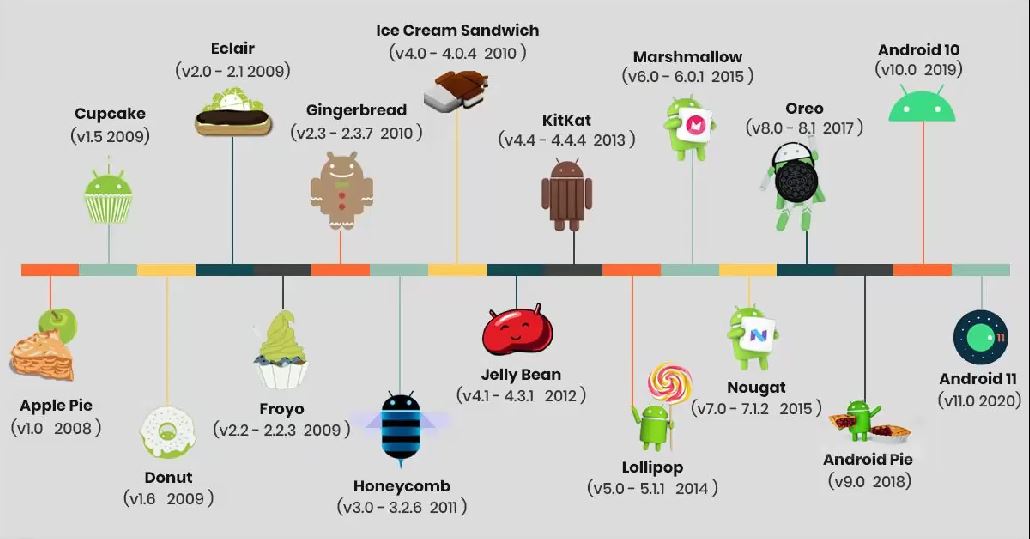 Apple Pie
(v1.0 2008 )
Cupcake
(v1.5 2009)
Donut
(v1.6 2009 )
Eclair
(v2.0 - 2.1 2009)
Froyo
(v2.2 - 2.2.3 2009 )
Gingerbread
(v2.3 - 2.3.7 2010 )
Honeycomb
(v3.0 - 3.2.6 2011 )
Ice Cream Sandwich
(v4.0 - 4.0.4 2010 )
Jelly Bean
(v4.1 - 4.3.1 2012 )
KitKat
(v4.4 - 4.4.4 2013 )
Lollipop
(v5.0 - 5.1.1 2014 )
Marshmallow
(v6.0 - 6.0.1 2015 )
M
Nougat
(v7.0 - 7.1.2 2015 )
N
Oreo
(v8.0 - 8.1 2017 )
Android Pie
(v9.0 2018)
Android 10
(v10.0 2019)
11
Android 11
(v11.0 2020)